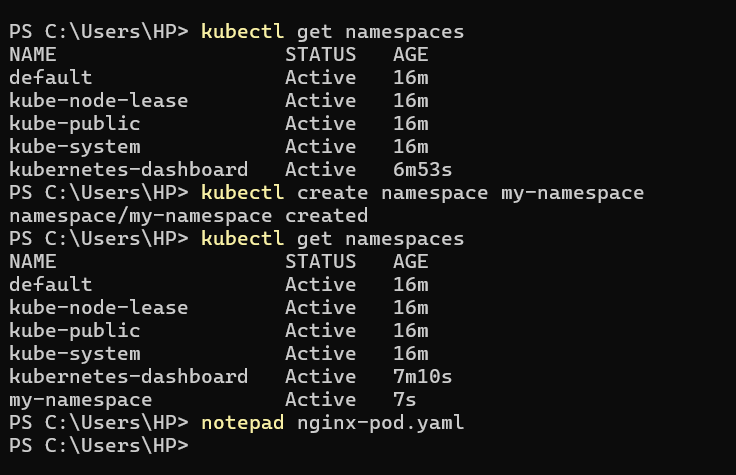 PS C:\Users\HP> kubectl get namespaces
NAME                   STATUS   AGE
default                Active   16m
kube-node-lease        Active   16m
kube-public            Active   16m
kube-system            Active   16m
kubernetes-dashboard   Active   6m53s
PS C:\Users\HP> kubectl create namespace my-namespace
namespace/my-namespace created
PS C:\Users\HP> kubectl get namespaces
NAME                   STATUS   AGE
default                Active   16m
kube-node-lease        Active   16m
kube-public            Active   16m
kube-system            Active   16m
kubernetes-dashboard   Active   7m10s
my-namespace           Active   7s
PS C:\Users\HP> notepad nginx-pod.yaml
PS C:\Users\HP>